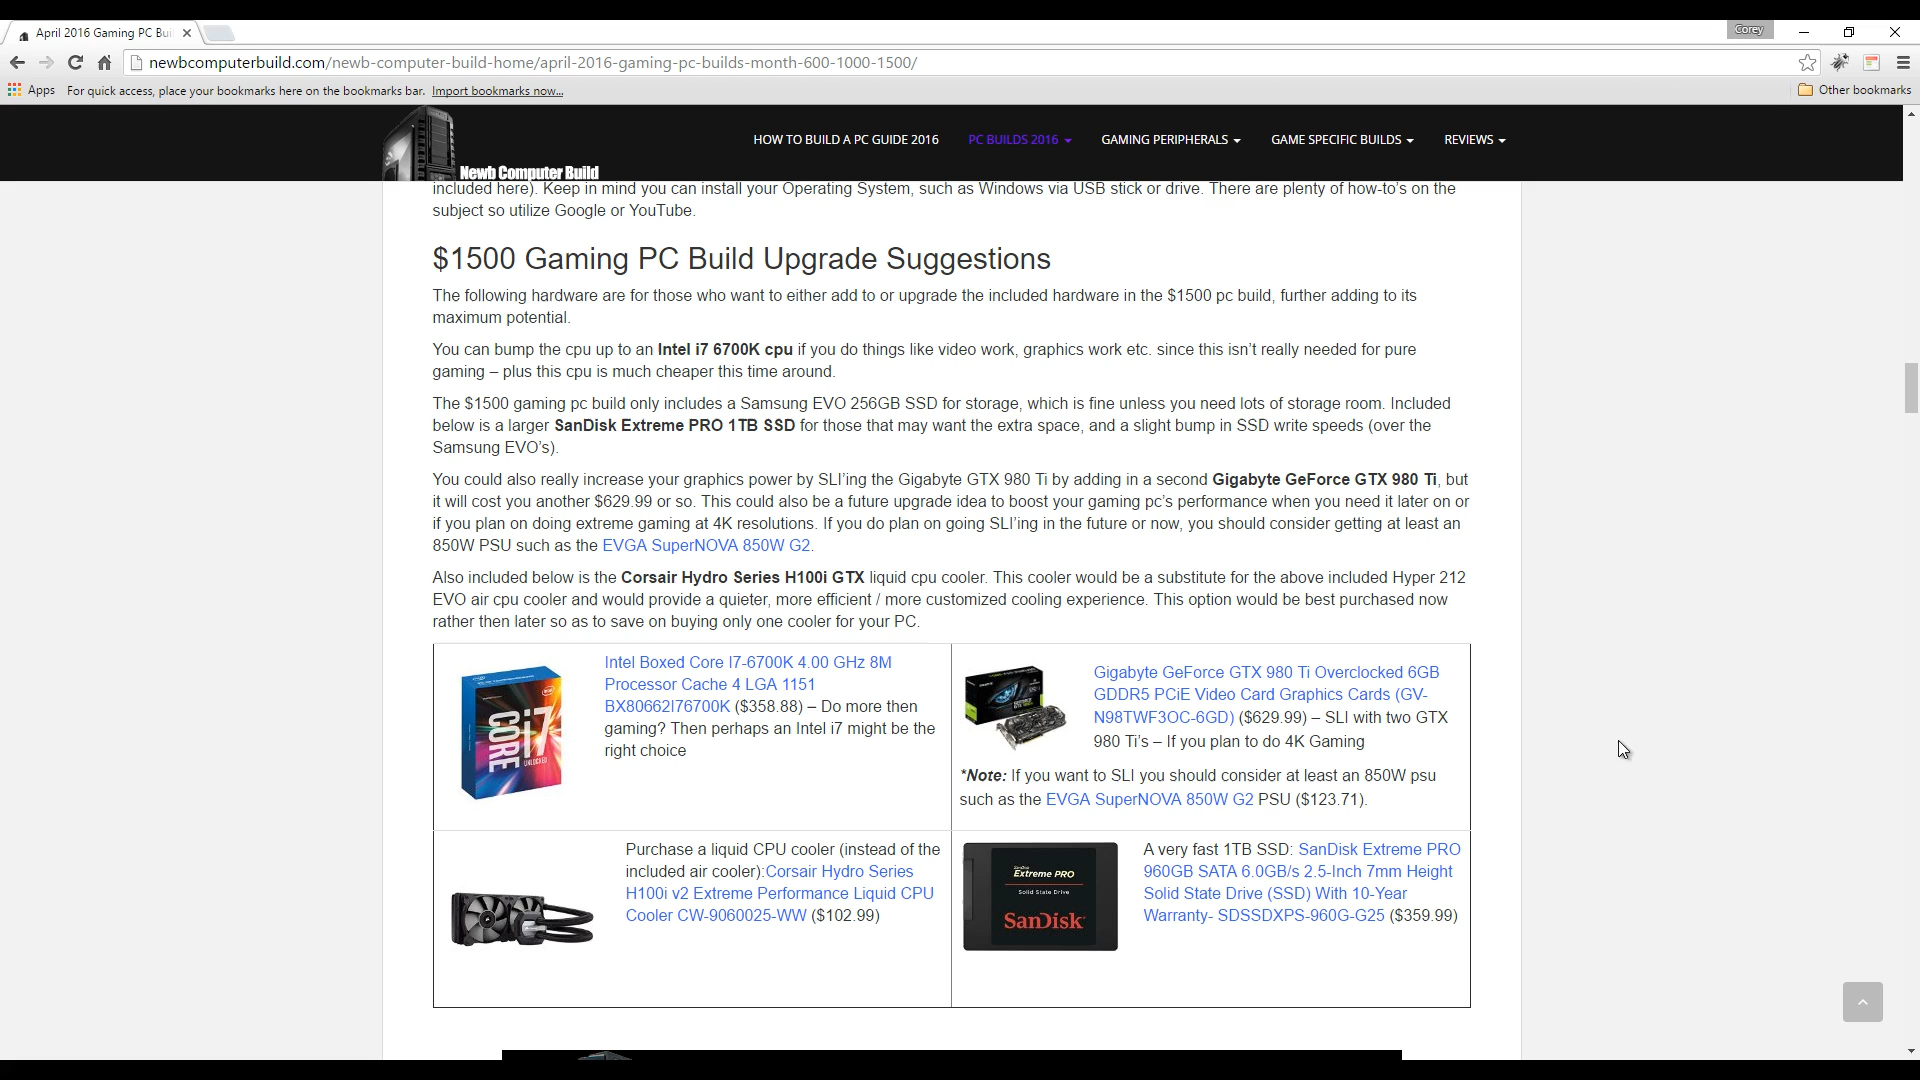 April 2016 Gaming PC Bui
Corey
newbcomputerbuild.com/newb-computer-build-home/april-2016-gaming-pc-builds-month-600-1000-1500/
Apps For quick access, place your bookmarks here on the bookmarks bar. Import bookmarks now... Other bookmarks
Newb Computer Build
HOW TO BUILD A PC GUIDE 2016 PC BUILDS 2016 GAMING PERIPHERALS GAME SPECIFIC BUILDS REVIEWS
included here). Keep in mind you can install your Operating System, such as Windows via USB stick or drive. There are plenty of how-to's on the
subject so utilize Google or YouTube.
$1500 Gaming PC Build Upgrade Suggestions
The following hardware are for those who want to either add to or upgrade the included hardware in the $1500 pc build, further adding to its
maximum potential.
You can bump the cpu up to an Intel i7 6700K cpu if you do things like video work, graphics work etc. since this isn't really needed for pure
gaming – plus this cpu is much cheaper this time around.
The $1500 gaming pc build only includes a Samsung EVO 256GB SSD for storage, which is fine unless you need lots of storage room. Included
below is a larger SanDisk Extreme PRO 1TB SSD for those that may want the extra space, and a slight bump in SSD write speeds (over the
Samsung EVO's).
You could also really increase your graphics power by SLI'ing the Gigabyte GTX 980 Ti by adding in a second Gigabyte GeForce GTX 980 Ti, but
it will cost you another $629.99 or so. This could also be a future upgrade idea to boost your gaming pc's performance when you need it later on or
if you plan on doing extreme gaming at 4K resolutions. If you do plan on going SLI'ing in the future or now, you should consider getting at least an
850W PSU such as the EVGA SuperNOVA 850W G2.
Also included below is the Corsair Hydro Series H100i GTX liquid cpu cooler. This cooler would be a substitute for the above included Hyper 212
EVO air cpu cooler and would provide a quieter, more efficient / more customized cooling experience. This option would be best purchased now
rather then later so as to save on buying only one cooler for your PC.
CORE i7
UNLOCKED
Intel Boxed Core I7-6700K 4.00 GHz 8M
Processor Cache 4 LGA 1151
BX80662I76700K ($358.88) – Do more then
gaming? Then perhaps an Intel i7 might be the
right choice
Gigabyte GeForce GTX 980 Ti Overclocked 6GB
GDDR5 PCiE Video Card Graphics Cards (GV-
N98TWF3OC-6GD) ($629.99) – SLI with two GTX
980 Ti's – If you plan to do 4K Gaming
*Note: If you want to SLI you should consider at least an 850W psu
such as the EVGA SuperNOVA 850W G2 PSU ($123.71).
Purchase a liquid CPU cooler (instead of the
included air cooler):Corsair Hydro Series
H100i v2 Extreme Performance Liquid CPU
Cooler CW-9060025-WW ($102.99)
SanDisk
Extreme PRO
Solid State Drive
SanDisk
A very fast 1TB SSD: SanDisk Extreme PRO
960GB SATA 6.0GB/s 2.5-Inch 7mm Height
Solid State Drive (SSD) With 10-Year
Warranty- SDSSDXPS-960G-G25 ($359.99)